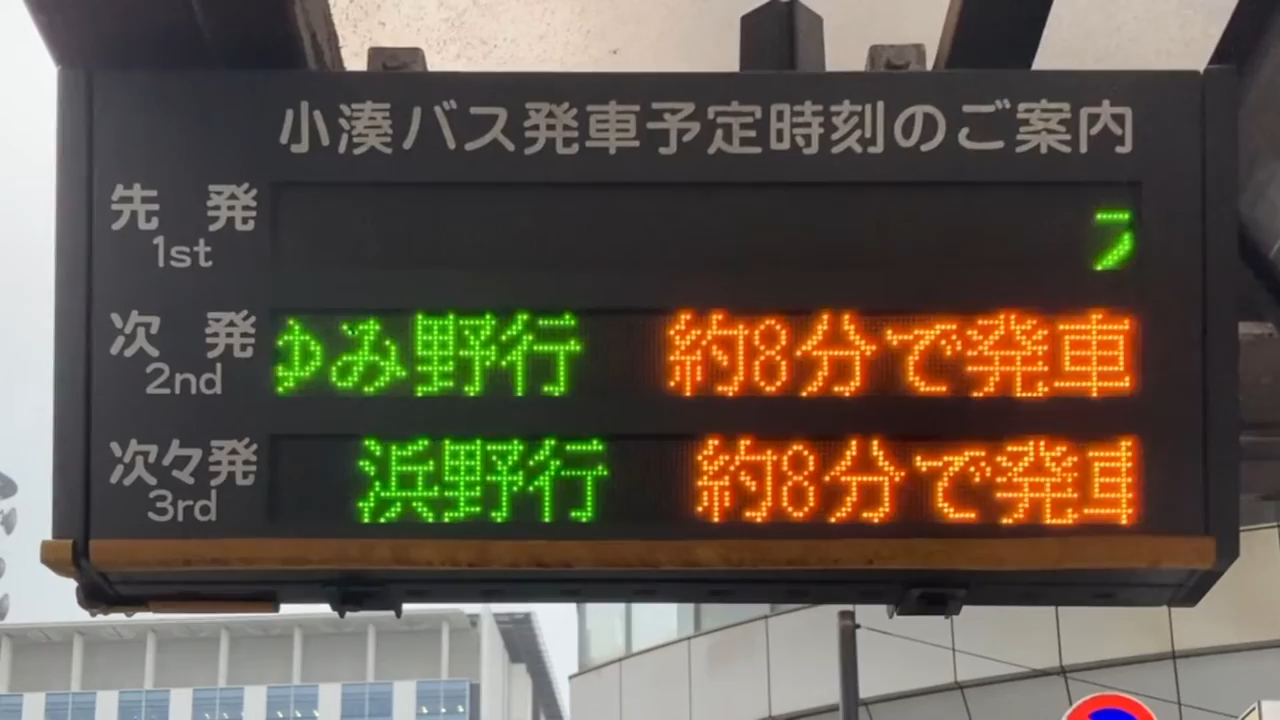 小湊バス発車予定時刻のご案内
先 発
1st
次 発 ゆみ野行 約8分で発車
2nd
次々発 浜野行 約8分で発車
3rd